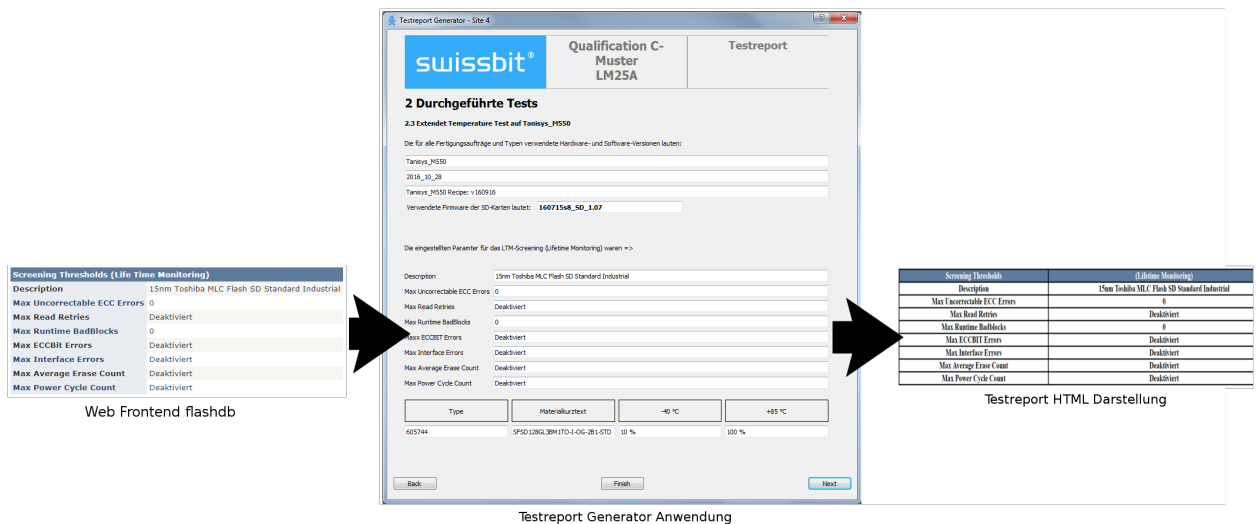 Testreport Generator - Site 4
swissbit®
Qualification C-
Muster
LM25A
Testreport
2 Durchgeführte Tests
2.3 Extendet Temperature Test auf Tanisys_M550
Die für alle Fertigungsaufträge und Typen verwendete Hardware- und Software-Versionen lauten:
Tanisys_M550
2016_10_28
Tanisys_M550 Recipe: v160916
Verwendete Firmware der SD-Karten lautet: 160715s8_SD_1.07
Die eingestellten Paramter für das LTM-Screening (Lifetime Monitoring) waren =>
Description 15nm Toshiba MLC Flash SD Standard Industrial
Max Uncorrectable ECC Errors 0
Max Read Retries Deaktiviert
Max Runtime BadBlocks 0
Maxx ECCBIT Errors Deaktiviert
Max Interface Errors Deaktiviert
Max Average Erase Count Deaktiviert
Max Power Cycle Count Deaktiviert
Type Materialkurztext -40 °C +85 °C
605744 SFSD128GL3BM1TO-I-OG-2B1-STD 10 % 100 %
Back Finish Next
Testreport Generator Anwendung
Screening Thresholds (Life Time Monitoring)
Description 15nm Toshiba MLC Flash SD Standard Industrial
Max Uncorrectable ECC Errors 0
Max Read Retries Deaktiviert
Max Runtime BadBlocks 0
Max ECCBit Errors Deaktiviert
Max Interface Errors Deaktiviert
Max Average Erase Count Deaktiviert
Max Power Cycle Count Deaktiviert
Web Frontend flashdb
Screening Thresholds (Lifetime Monitoring)
Description 15nm Toshiba MLC Flash SD Standard Industrial
Max Uncorrectable ECC Errors 0
Max Read Retries Deaktiviert
Max Runtime Badblocks 0
Max ECCBIT Errors Deaktiviert
Max Interface Errors Deaktiviert
Max Average Erase Count Deaktiviert
Max Power Cycle Count Deaktiviert
Testreport HTML Darstellung